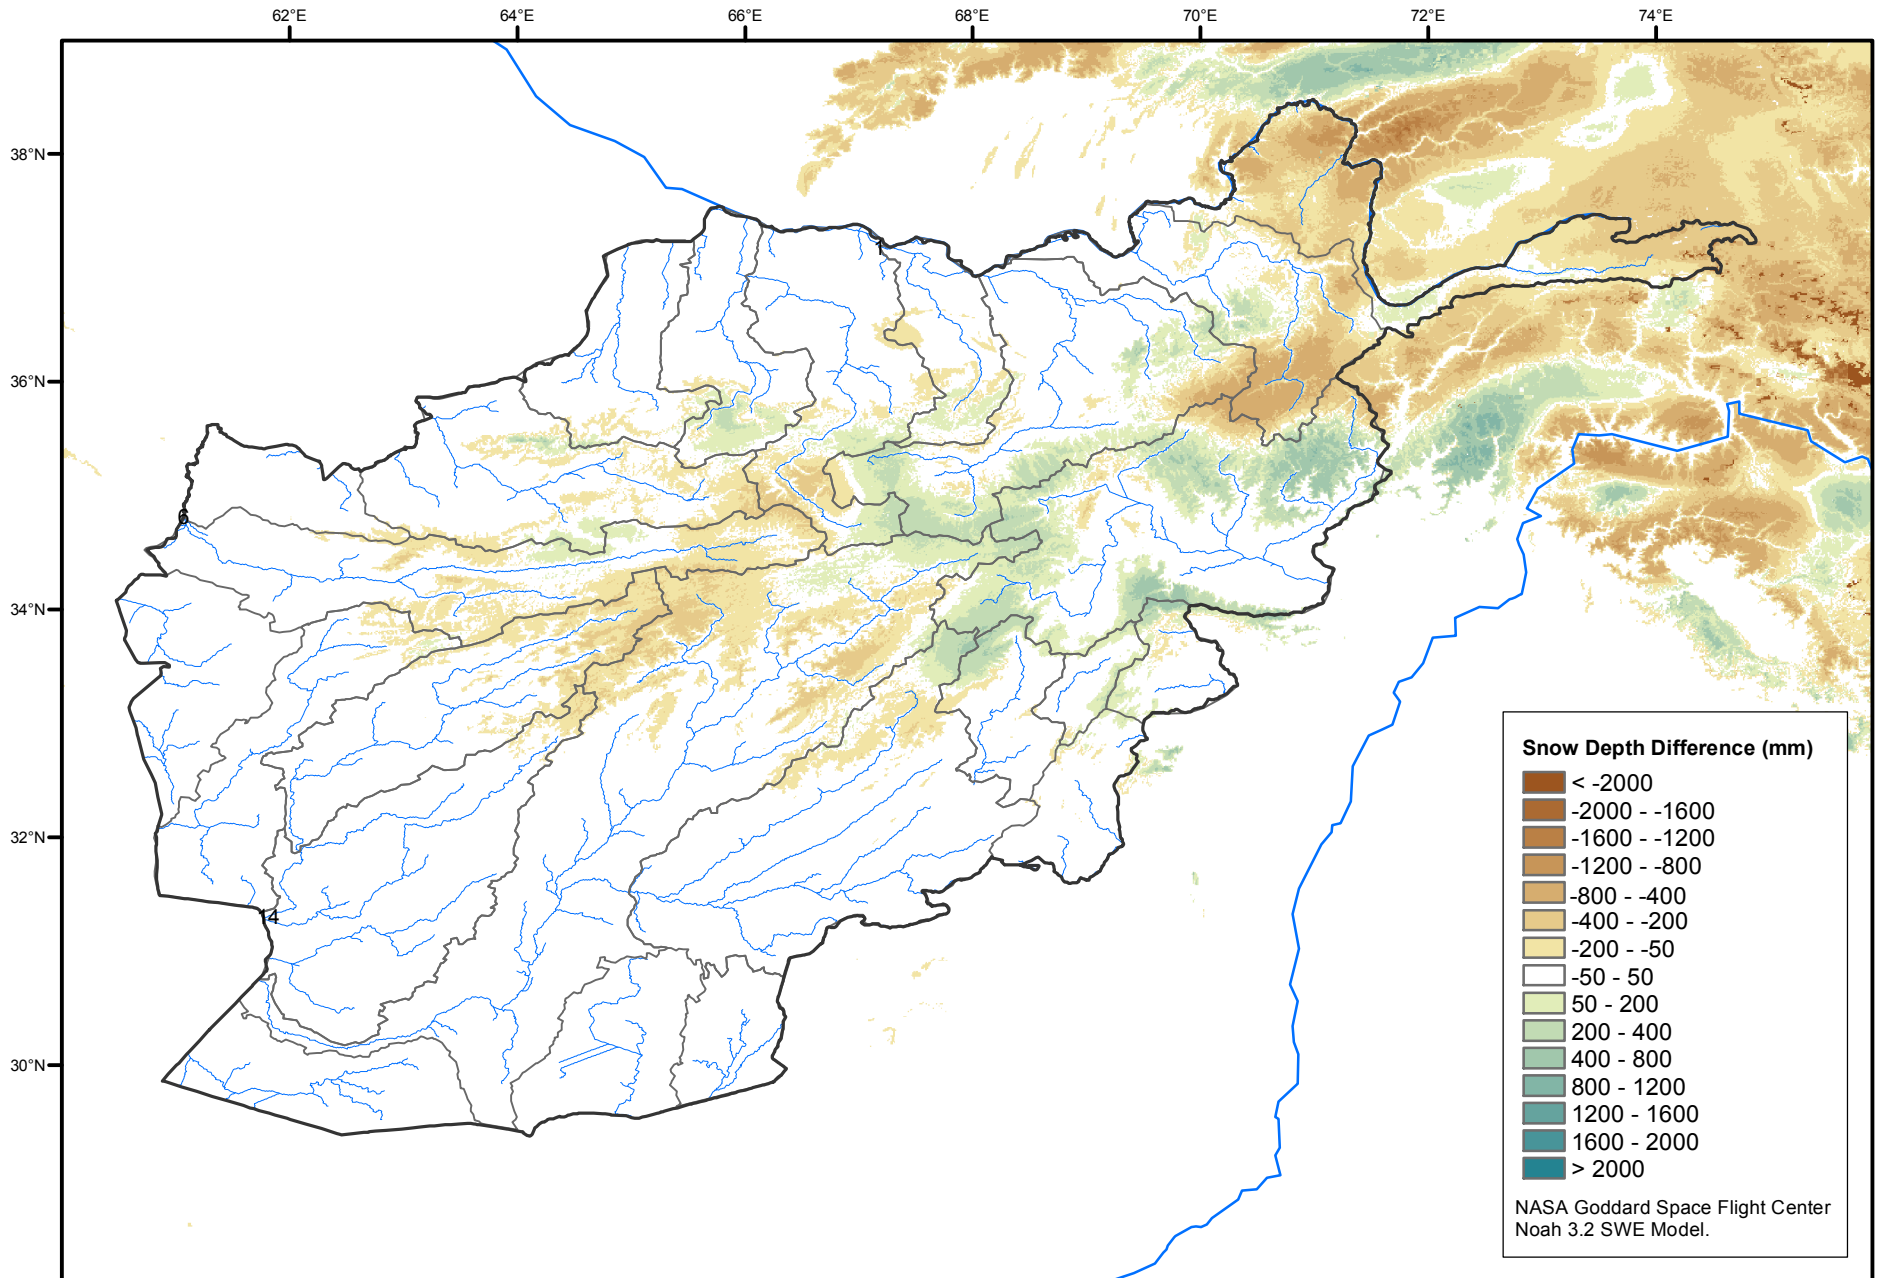 62°E 64°E 66°E 68°E 70°E 72°E 74°E
38°N
1
36°N
6
34°N
32°N
14
30°N
Snow Depth Difference (mm)
< -2000
-2000 - -1600
-1600 - -1200
-1200 - -800
-800 - -400
-400 - -200
-200 - -50
-50 - 50
50 - 200
200 - 400
400 - 800
800 - 1200
1200 - 1600
1600 - 2000
> 2000
NASA Goddard Space Flight Center
Noah 3.2 SWE Model.